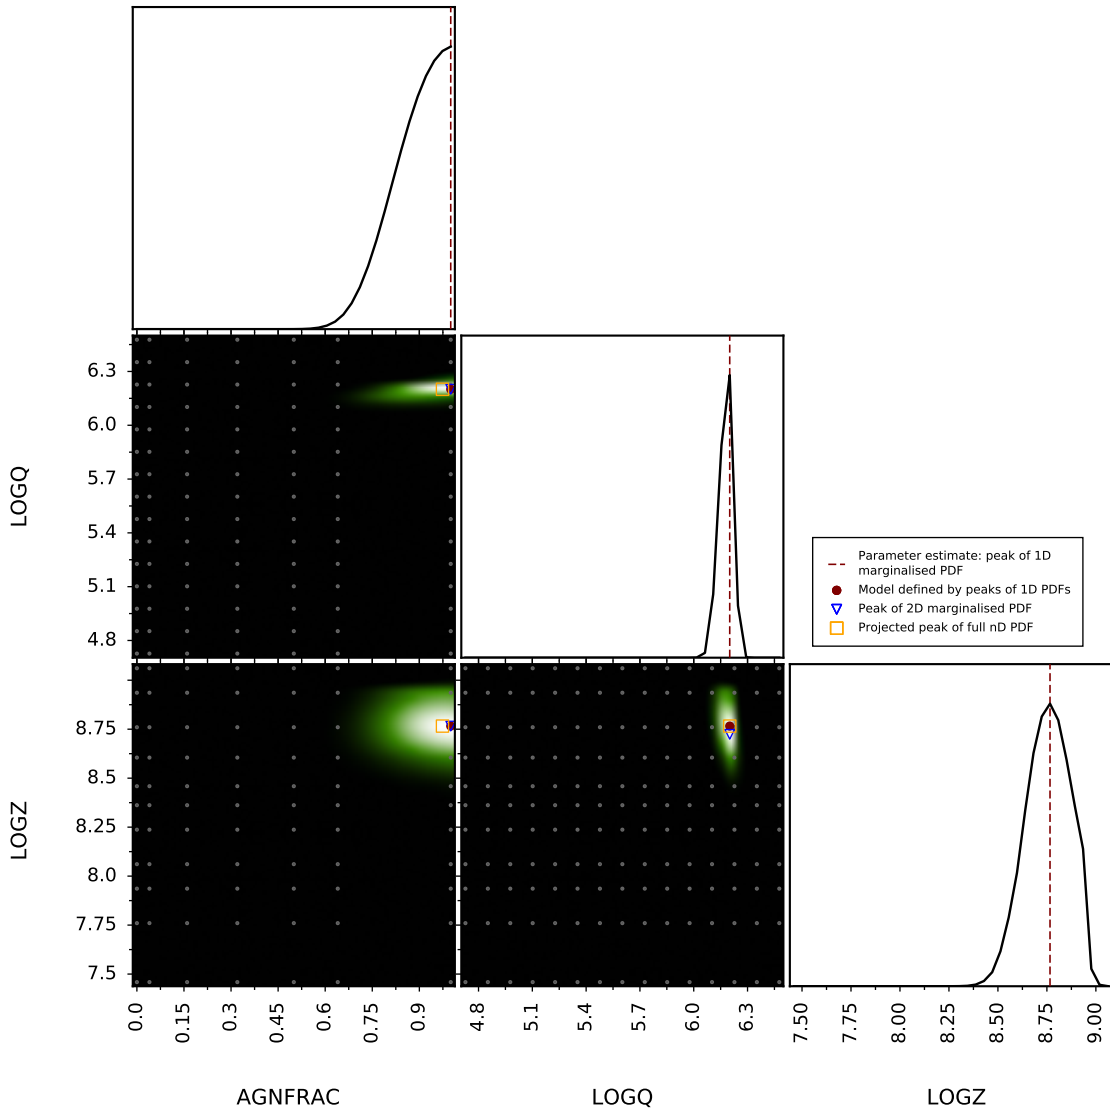 6.3
6.0
5.7
5.4
5.1
4.8
LOGQ
Parameter estimate: peak of 1D
marginalised PDF
Model defined by peaks of 1D PDFs
Peak of 2D marginalised PDF
Projected peak of full nD PDF
8.75
8.5
8.25
8.0
7.75
7.5
LOGZ
0.0 0.15 0.3 0.45 0.6 0.75 0.9
4.8 5.1 5.4 5.7 6.0 6.3
7.50 7.75 8.00 8.25 8.50 8.75 9.00
AGNFRAC
LOGQ
LOGZ